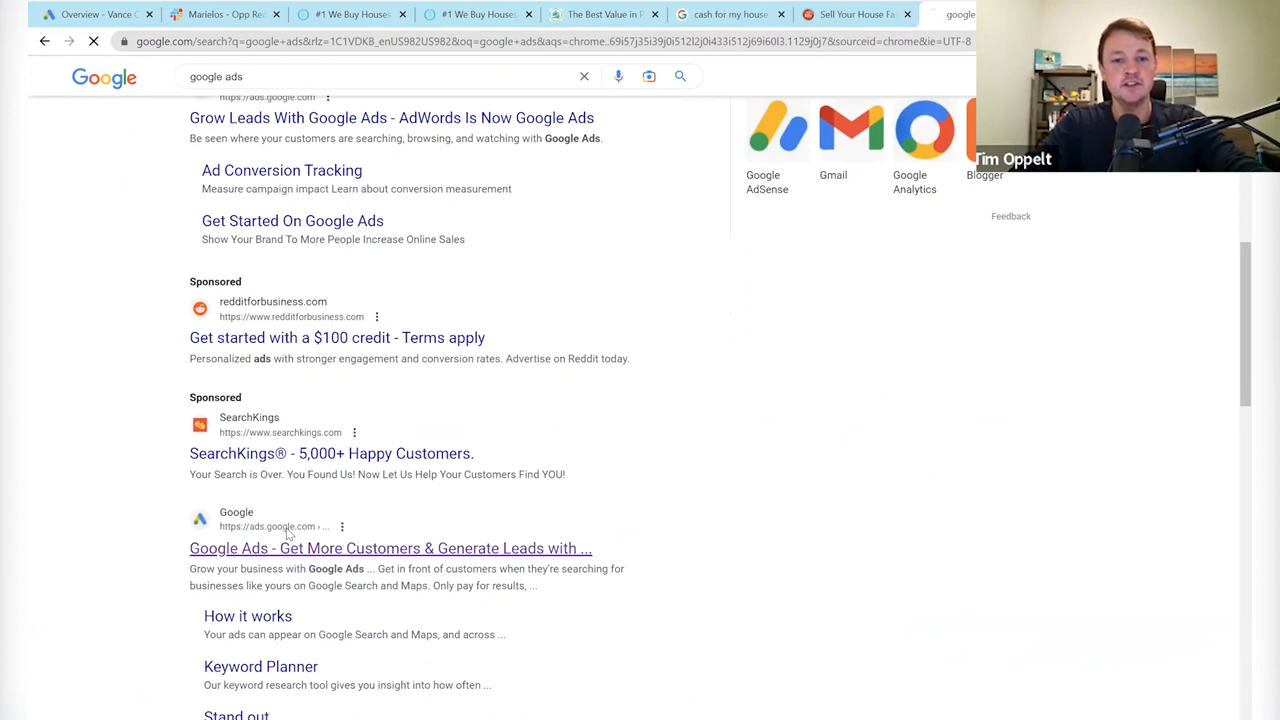 Overview - Vance C
Marielos - Opp Re
#1 We Buy Houses
#1 We Buy Houses
The Best Value in F
cash for my house
Sell Your House Fa
google
google.com/search?q=google+ads&rlz=1C1VDKB_enUS982US982&oq=google+ads&aqs=chrome..69i57j35i39j0i512l2j0i433i512j69i60l3.1129j0j7&sourceid=chrome&ie=UTF-8
Google
google ads
https://ads.google.com
Grow Leads With Google Ads - AdWords Is Now Google Ads
Be seen where your customers are searching, browsing, and watching with Google Ads.
Ad Conversion Tracking
Measure campaign impact Learn about conversion measurement
Get Started On Google Ads
Show Your Brand To More People Increase Online Sales
Sponsored
redditforbusiness.com
https://www.redditforbusiness.com
Get started with a $100 credit - Terms apply
Personalized ads with stronger engagement and conversion rates. Advertise on Reddit today.
Sponsored
SearchKings
https://www.searchkings.com
SearchKings® - 5,000+ Happy Customers.
Your Search is Over. You Found Us! Now Let Us Help Your Customers Find YOU!
Google
https://ads.google.com › ...
Google Ads - Get More Customers & Generate Leads with ...
Grow your business with Google Ads ... Get in front of customers when they're searching for
businesses like yours on Google Search and Maps. Only pay for results, ...
How it works
Your ads can appear on Google Search and Maps, and across ...
Keyword Planner
Our keyword research tool gives you insight into how often ...
Stand out
Google
AdSense
Gmail
Google
Analytics
Blogger
Feedback
Tim Oppelt